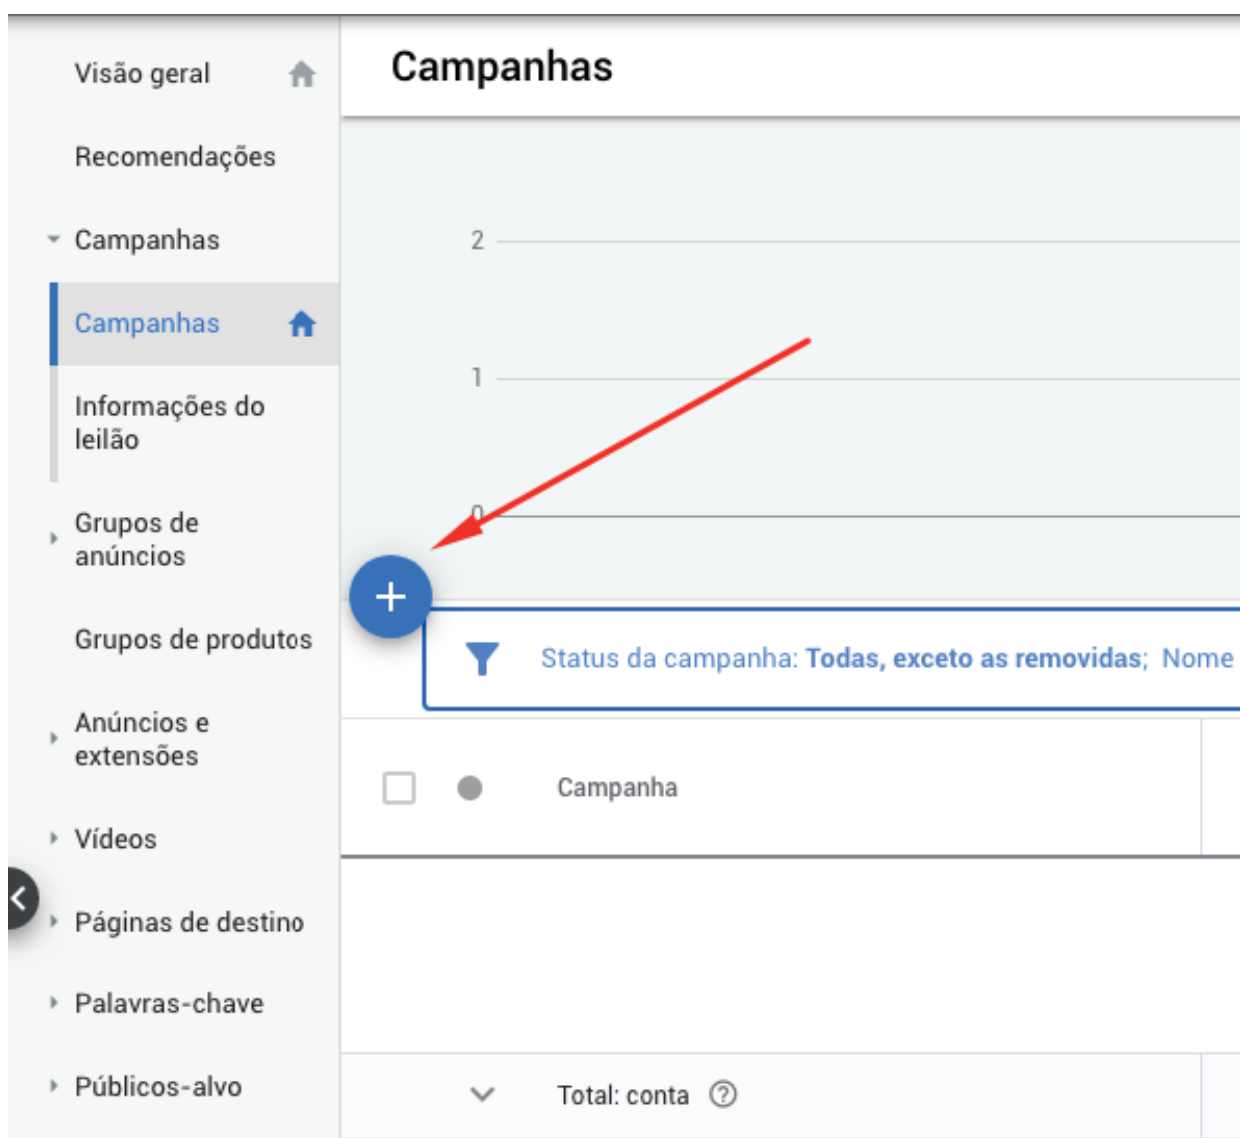 Visão geral
Recomendações
Campanhas
Campanhas
Informações do
leilão
Grupos de
anúncios
Grupos de produtos
Anúncios e
extensões
Vídeos
Páginas de destino
Palavras-chave
Públicos-alvo
Campanhas
2
1
0
Status da campanha: Todas, exceto as removidas; Nome
Campanha
Total: conta